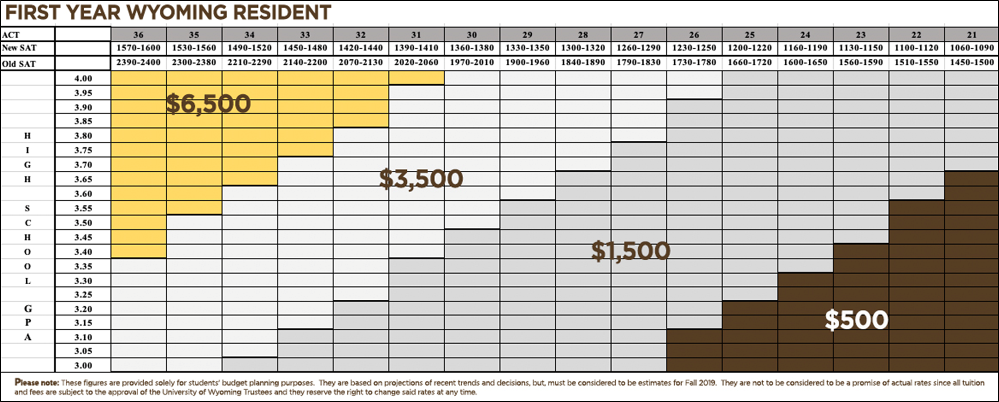 FIRST YEAR WYOMING RESIDENT
ACT 36 35 34 33 32 31 30 29 28 27 26 25 24 23 22 21
New SAT 1570-1600 1530-1560 1490-1520 1450-1480 1420-1440 1390-1410 1360-1380 1330-1350 1300-1320 1260-1290 1230-1250 1200-1220 1160-1190 1130-1150 1100-1120 1060-1090
Old SAT 2390-2400 2300-2380 2210-2290 2140-2200 2070-2130 2020-2060 1970-2010 1900-1960 1840-1890 1790-1830 1730-1780 1660-1720 1600-1650 1560-1590 1510-1550 1450-1500
4.00
3.95
3.90 $6,500
3.85
H 3.80
I 3.75
G 3.70
H 3.65 $3,500
3.60
S 3.55
C 3.50
H 3.45
O 3.40 $1,500
O 3.35
L 3.30
3.25
G 3.20
P 3.15 $500
A 3.10
3.05
3.00
Please note: These figures are provided solely for students' budget planning purposes. They are based on projections of recent trends and decisions, but, must be considered to be estimates for Fall 2019. They are not to be considered to be a promise of actual rates since all tuition
and fees are subject to the approval of the University of Wyoming Trustees and they reserve the right to change said rates at any time.